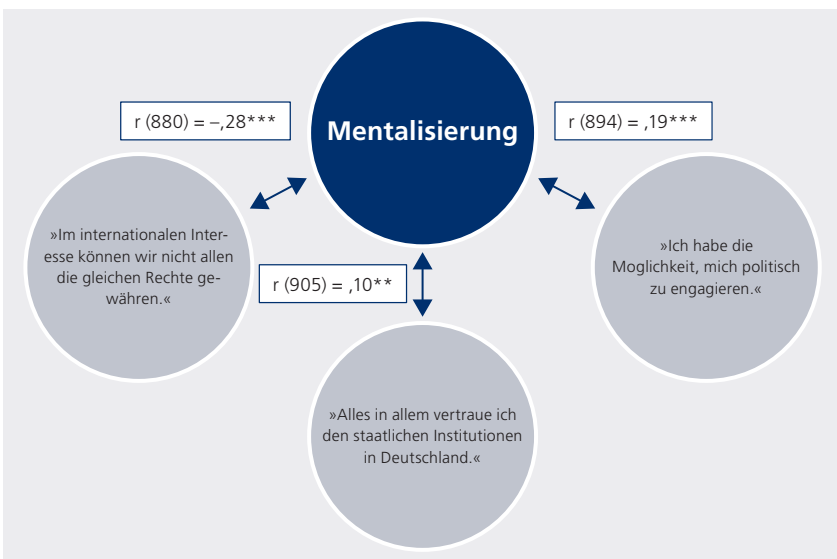 r (880) = –,28***
Mentalisierung
r (894) = ,19***
»Im internationalen Inter-
esse können wir nicht allen
die gleichen Rechte ge-
währen.«
r (905) = ,10**
»Ich habe die
Moglichkeit, mich politisch
zu engagieren.«
»Alles in allem vertraue ich
den staatlichen Institutionen
in Deutschland.«